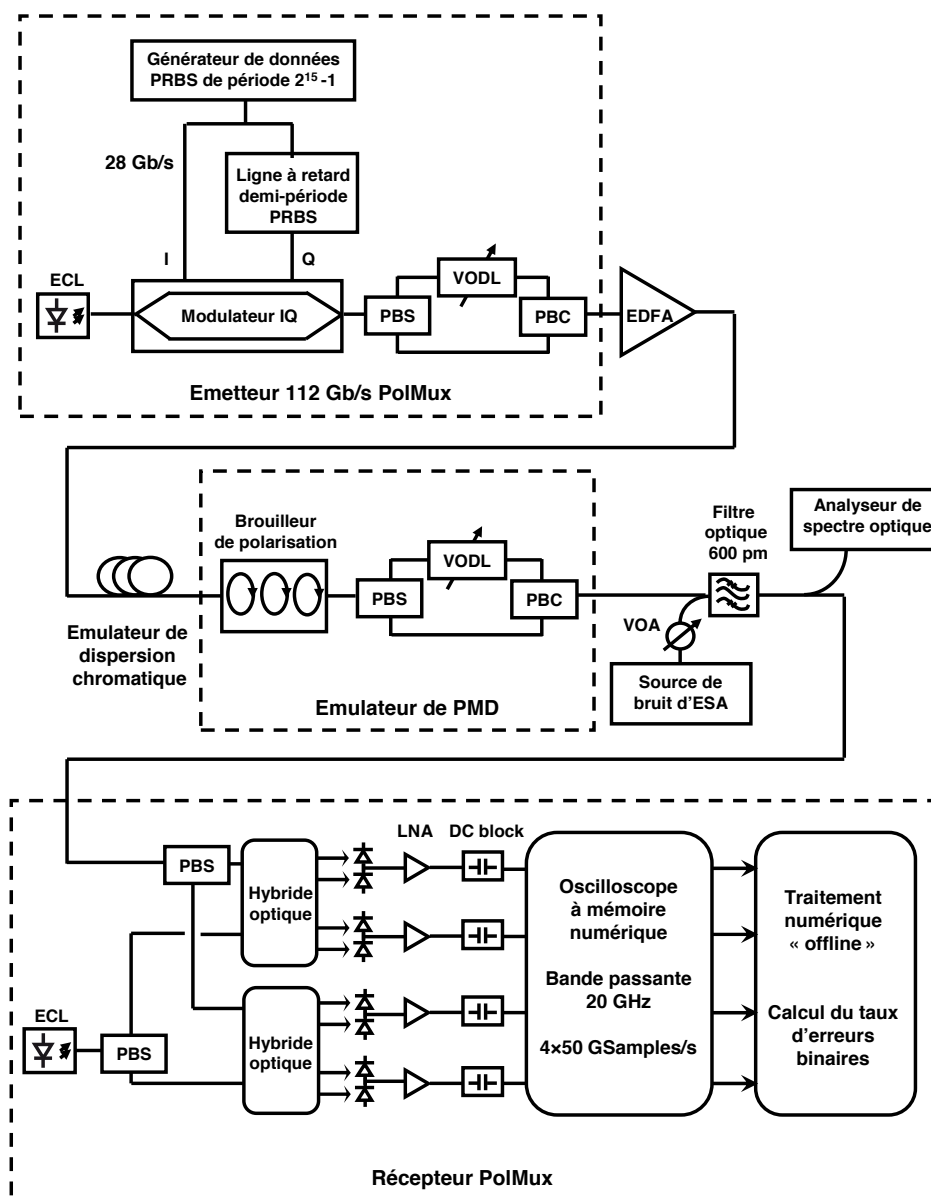 Générateur de données
PRBS de période 2¹⁵-1
28 Gb/s
Ligne à retard
demi-période
PRBS
I
Q
ECL
Modulateur IQ
PBS
VODL
PBC
EDFA
Emetteur 112 Gb/s PolMux
Brouilleur
de polarisation
VODL
PBS
PBC
Emulateur de
dispersion
chromatique
Emulateur de PMD
Filtre
optique
600 pm
Analyseur de
spectre optique
VOA
Source de
bruit d'ESA
LNA
DC block
PBS
Hybride
optique
Hybride
optique
ECL
PBS
Oscilloscope
à mémoire
numérique
Bande passante
20 GHz
4×50 GSamples/s
Traitement
numérique
« offline »
Calcul du taux
d'erreurs
binaires
Récepteur PolMux